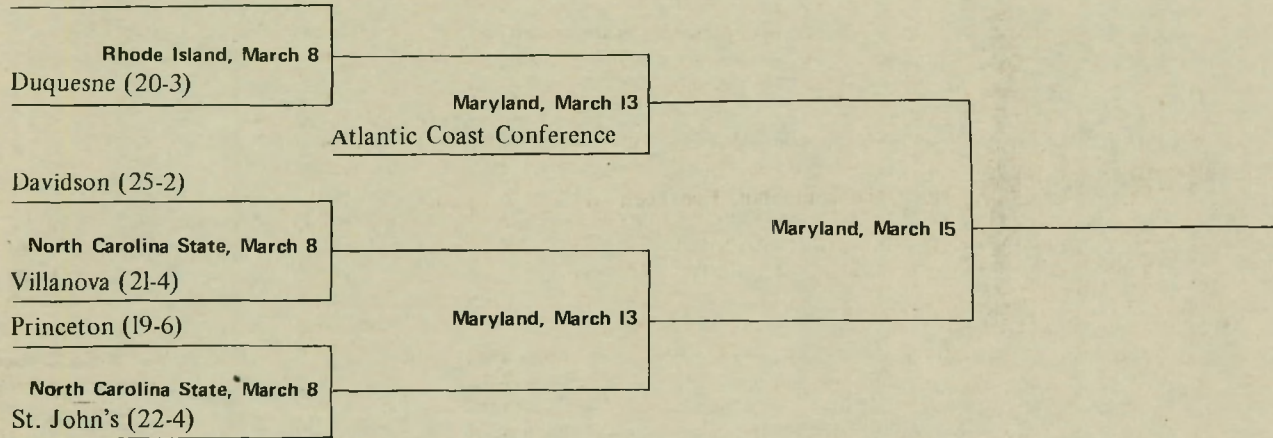 Rhode Island, March 8
Duquesne (20-3)
Maryland, March 13
Atlantic Coast Conference
Davidson (25-2)
North Carolina State, March 8
Villanova (21-4)
Maryland, March 15
Princeton (19-6)
Maryland, March 13
North Carolina State, March 8
St. John's (22-4)